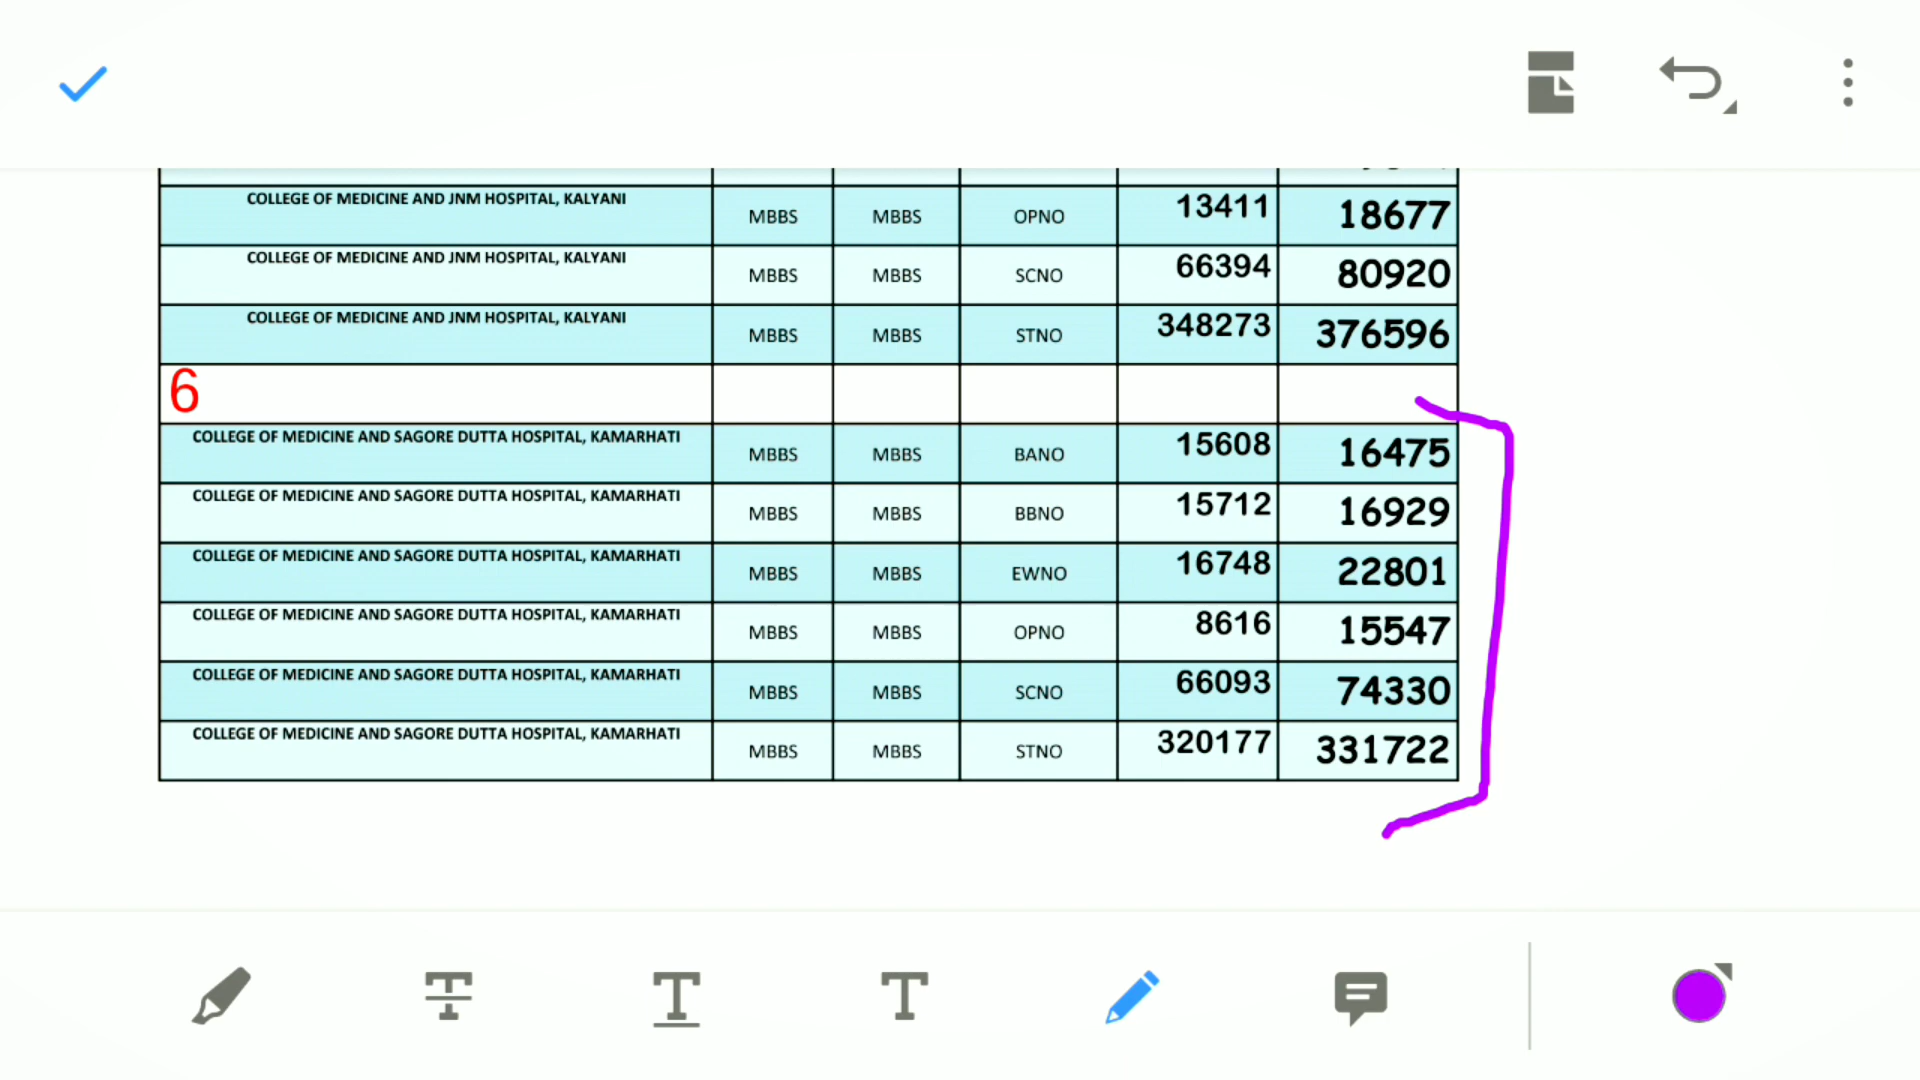 COLLEGE OF MEDICINE AND JNM HOSPITAL, KALYANI MBBS MBBS OPNO 13411 18677
COLLEGE OF MEDICINE AND JNM HOSPITAL, KALYANI MBBS MBBS SCNO 66394 80920
COLLEGE OF MEDICINE AND JNM HOSPITAL, KALYANI MBBS MBBS STNO 348273 376596
6
COLLEGE OF MEDICINE AND SAGORE DUTTA HOSPITAL, KAMARHATI MBBS MBBS BANO 15608 16475
COLLEGE OF MEDICINE AND SAGORE DUTTA HOSPITAL, KAMARHATI MBBS MBBS BBNO 15712 16929
COLLEGE OF MEDICINE AND SAGORE DUTTA HOSPITAL, KAMARHATI MBBS MBBS EWNO 16748 22801
COLLEGE OF MEDICINE AND SAGORE DUTTA HOSPITAL, KAMARHATI MBBS MBBS OPNO 8616 15547
COLLEGE OF MEDICINE AND SAGORE DUTTA HOSPITAL, KAMARHATI MBBS MBBS SCNO 66093 74330
COLLEGE OF MEDICINE AND SAGORE DUTTA HOSPITAL, KAMARHATI MBBS MBBS STNO 320177 331722